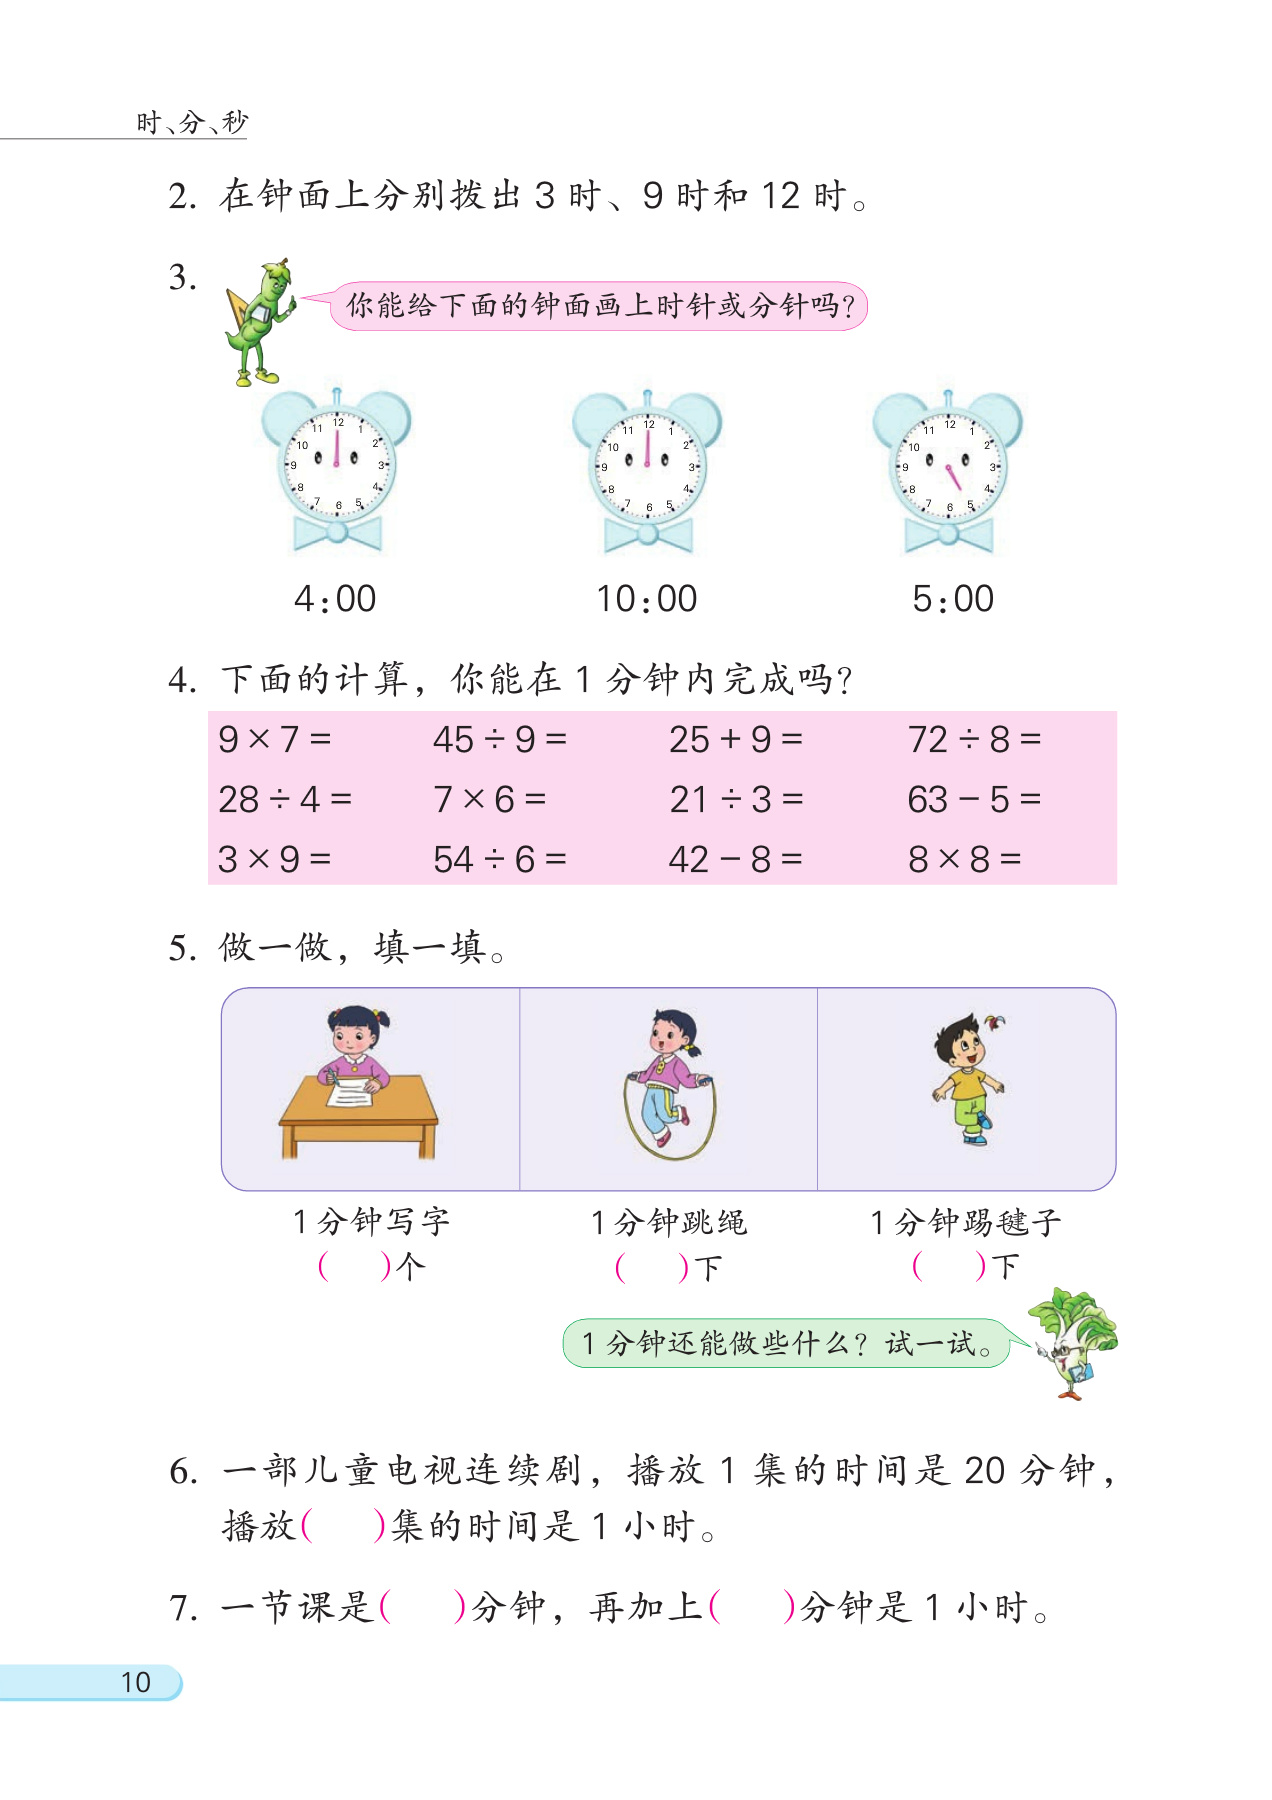 时、分、秒
2. 在钟面上分别拨出 3 时、9 时和 12 时。
3.
你能给下面的钟面画上时针或分针吗?
12 1 2 3 4 5 6 7 8 9 10 11
12 1 2 3 4 5 6 7 8 9 10 11
12 1 2 3 4 5 6 7 8 9 10 11
4:00 10:00 5:00
4. 下面的计算，你能在 1 分钟内完成吗?
9 × 7 = 45 ÷ 9 = 25 + 9 = 72 ÷ 8 =
28 ÷ 4 = 7 × 6 = 21 ÷ 3 = 63 − 5 =
3 × 9 = 54 ÷ 6 = 42 − 8 = 8 × 8 =
5. 做一做，填一填。
1 分钟写字 1 分钟跳绳 1 分钟踢毽子
( )个 ( )下 ( )下
1 分钟还能做些什么? 试一试。
6. 一部儿童电视连续剧，播放 1 集的时间是 20 分钟，
播放( )集的时间是 1 小时。
7. 一节课是( )分钟，再加上( )分钟是 1 小时。
10